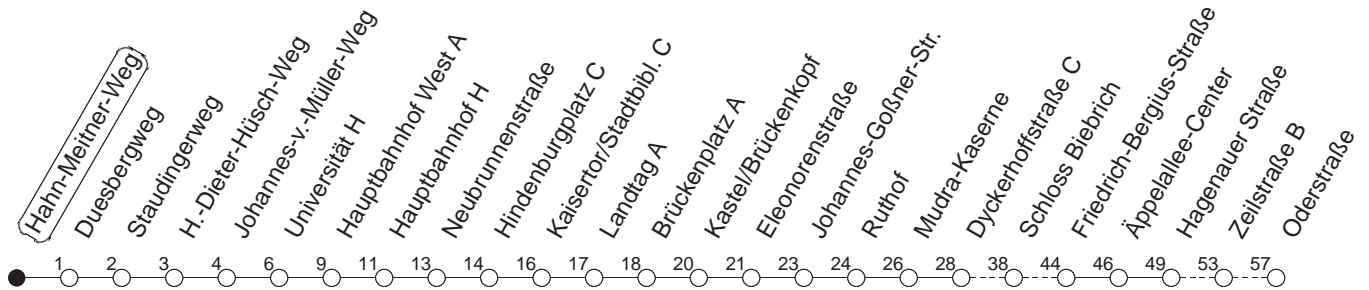 Hahn-Meitner-Weg
Duesbergweg
Staudingerweg
H.-Dieter-Hüsch-Weg
Johannes-v.-Müller-Weg
Universität H
Hauptbahnhof West A
Hauptbahnhof H
Neubrunnenstraße
Hindenburgplatz C
Kaisertor/Stadtbibl. C
Landtag A
Brückenplatz A
Kastel/Brückenkopf
Eleonorenstraße
Johannes-Goßner-Str.
Ruthof
Mudra-Kaserne
Dyckerhoffstraße C
Schloss Biebrich
Friedrich-Bergius-Straße
Äppelallee-Center
Hagenauer Straße
Zeilstraße B
Oderstraße
1 2 3 4 6 9 11 13 14 16 17 18 20 21 23 24 26 28 38 44 46 49 53 57